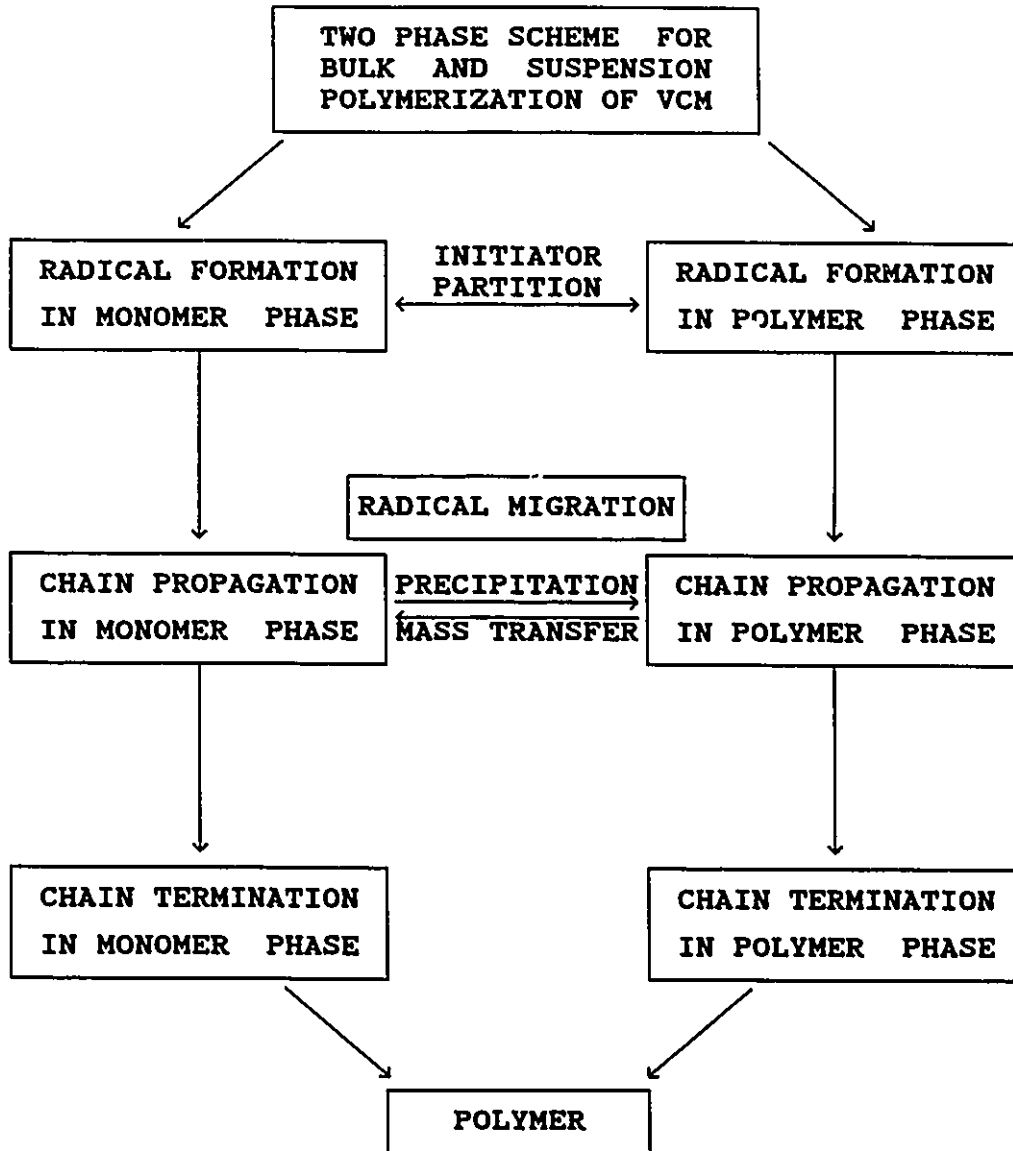 TWO PHASE SCHEME FOR
BULK AND SUSPENSION
POLYMERIZATION OF VCM
RADICAL FORMATION
IN MONOMER PHASE
INITIATOR
PARTITION
RADICAL FORMATION
IN POLYMER PHASE
RADICAL MIGRATION
CHAIN PROPAGATION
IN MONOMER PHASE
PRECIPITATION
MASS TRANSFER
CHAIN PROPAGATION
IN POLYMER PHASE
CHAIN TERMINATION
IN MONOMER PHASE
CHAIN TERMINATION
IN POLYMER PHASE
POLYMER